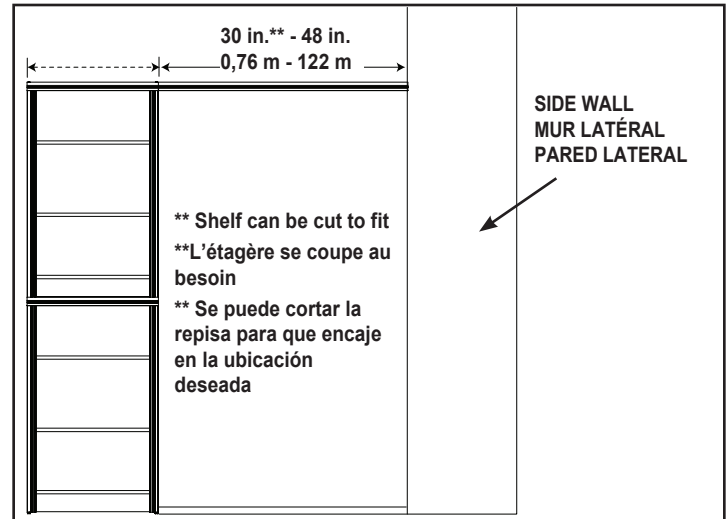 30 in.** - 48 in.
0,76 m - 122 m
SIDE WALL
MUR LATÉRAL
PARED LATERAL
** Shelf can be cut to fit
**L'étagère se coupe au
besoin
** Se puede cortar la
repisa para que encaje
en la ubicación
deseada